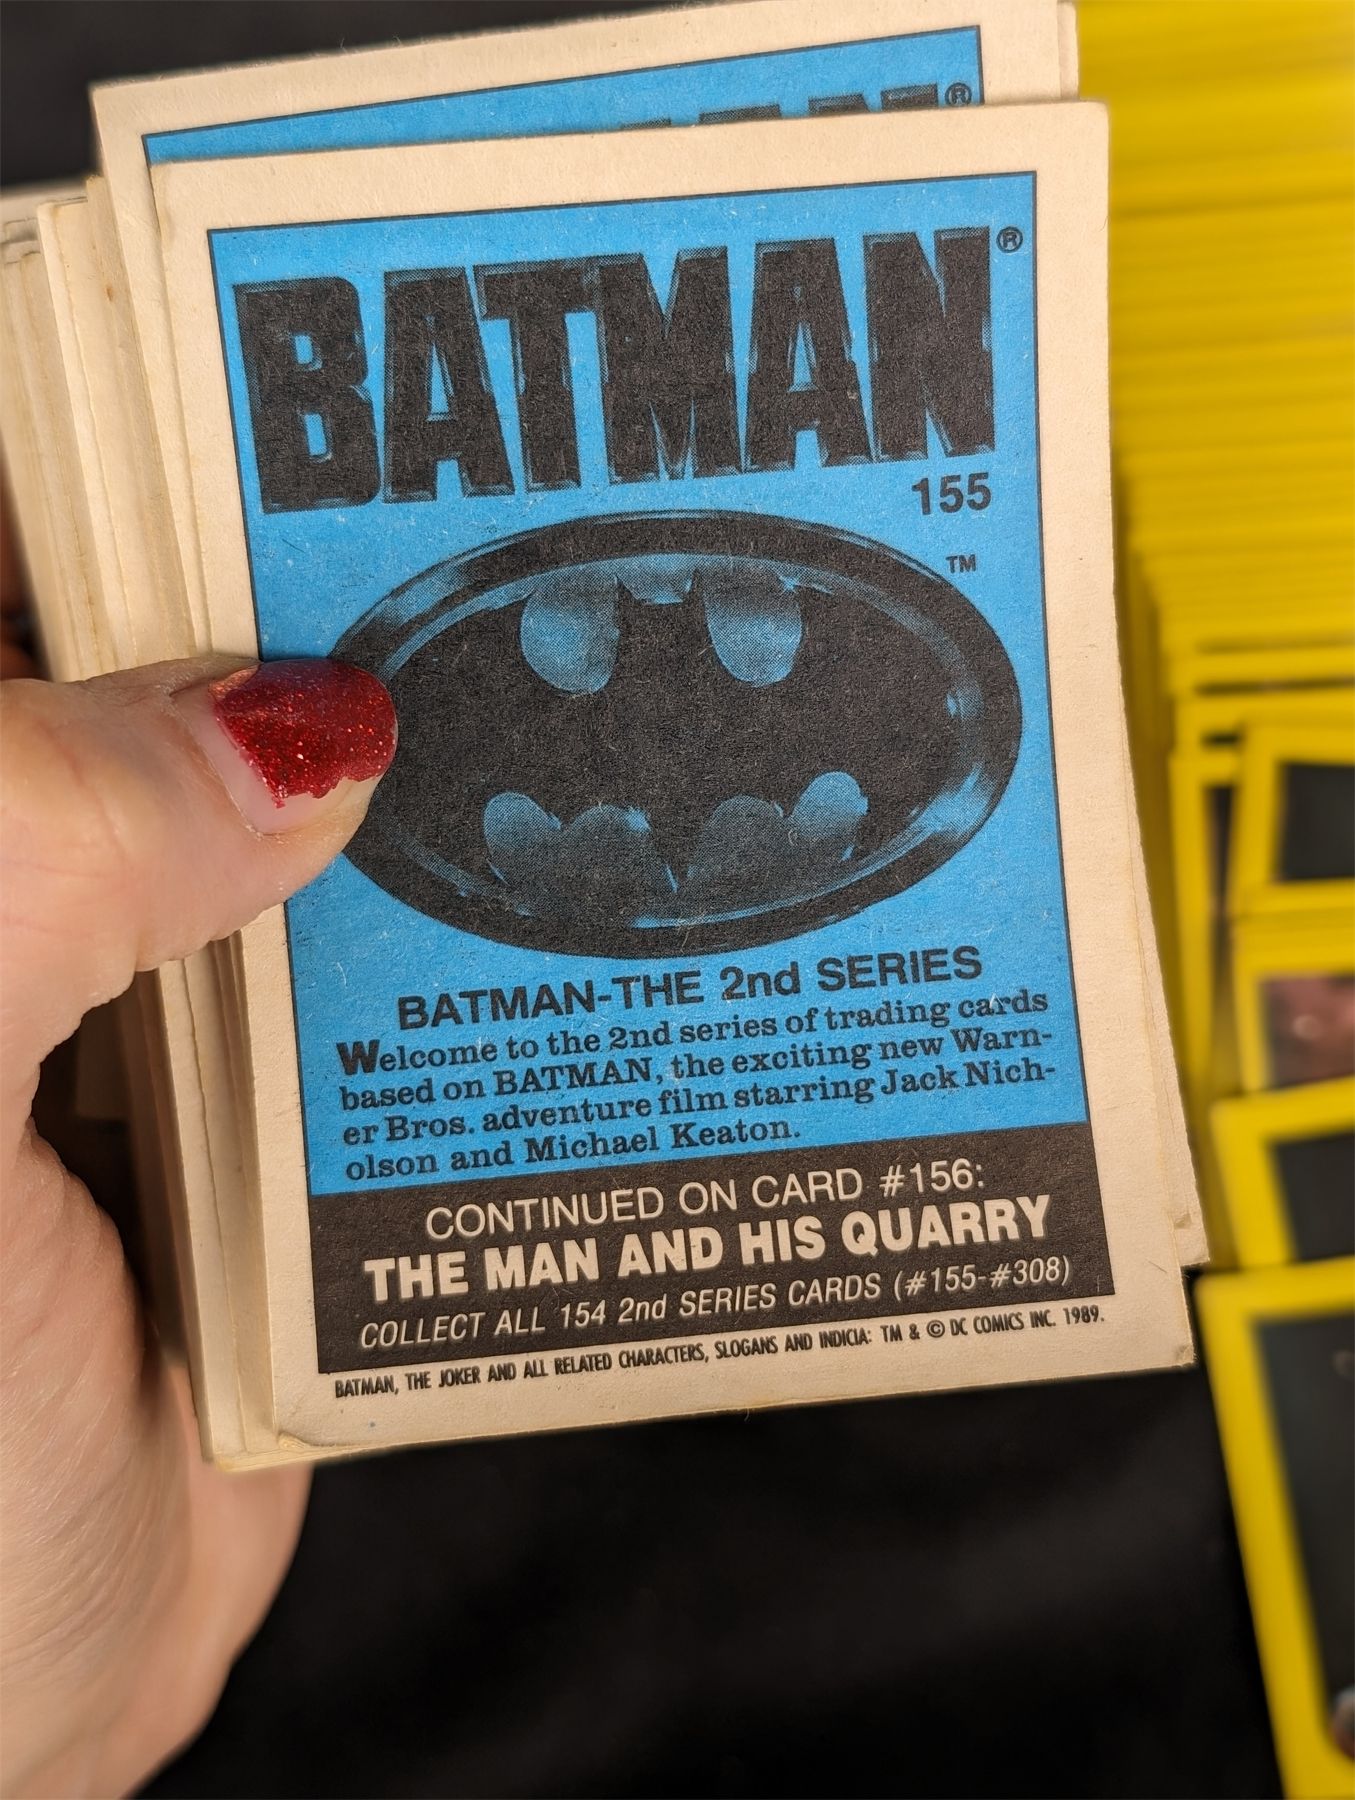 AN®
BATMAN®
155
TM
BATMAN-THE 2nd SERIES
Welcome to the 2nd series of trading cards
based on BATMAN, the exciting new Warn-
er Bros. adventure film starring Jack Nich-
olson and Michael Keaton.
CONTINUED ON CARD #156:
THE MAN AND HIS QUARRY
COLLECT ALL 154 2nd SERIES CARDS (#155-#308)
BATMAN, THE JOKER AND ALL RELATED CHARACTERS, SLOGANS AND INDICIA: TM & © DC COMICS INC. 1989.